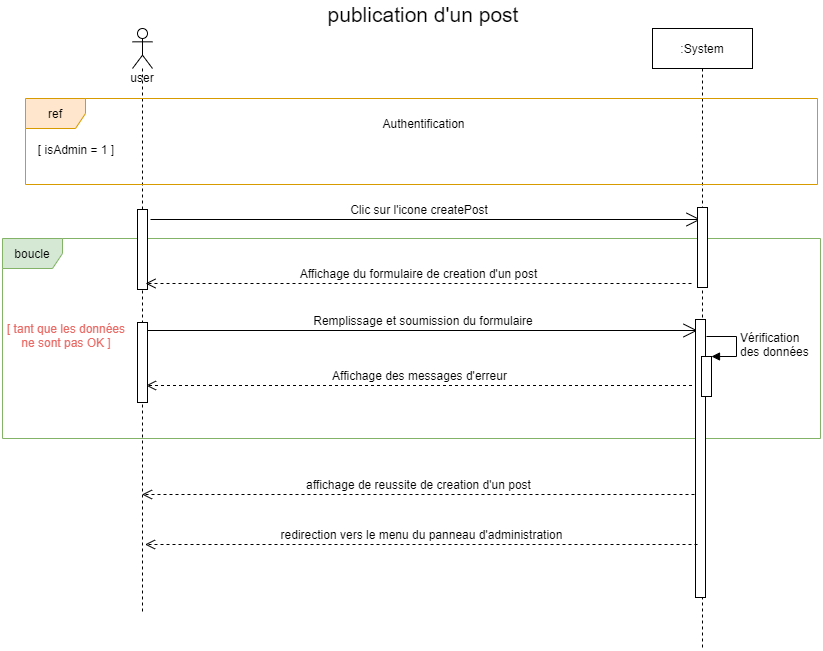 publication d'un post
user
:System
ref
Authentification
[ isAdmin = 1 ]
Clic sur l'icone createPost
boucle
Affichage du formulaire de creation d'un post
[ tant que les données
ne sont pas OK ]
Remplissage et soumission du formulaire
Vérification
des données
Affichage des messages d'erreur
affichage de reussite de creation d'un post
redirection vers le menu du panneau d'administration